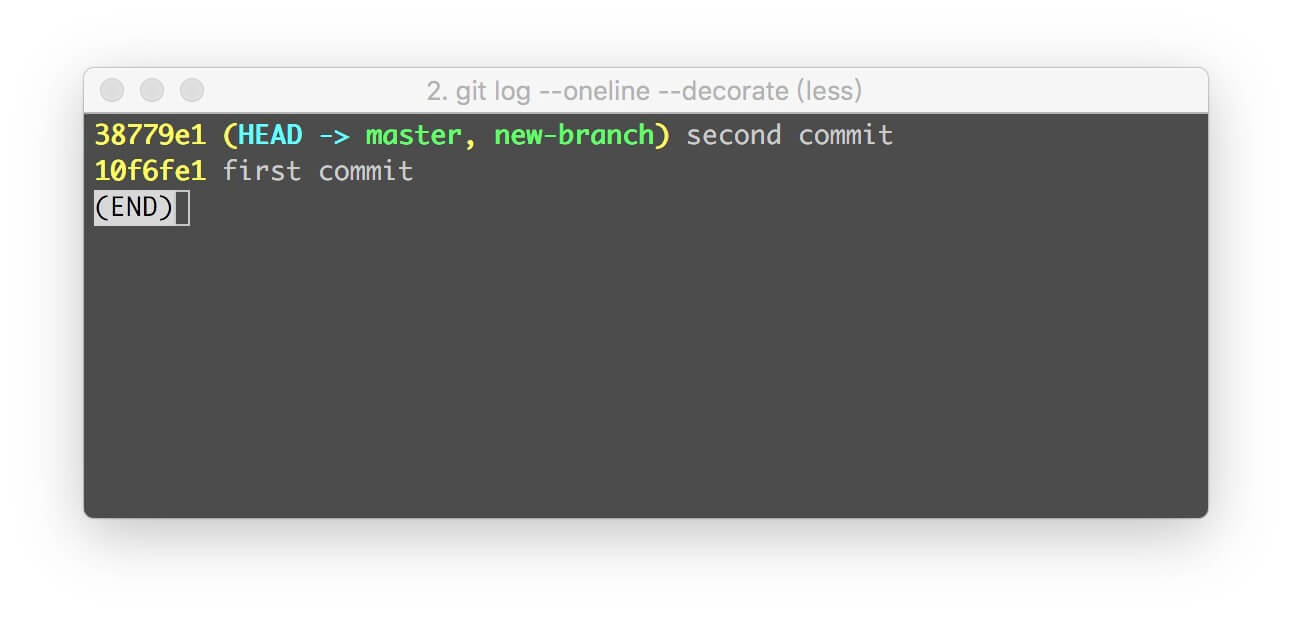 2. git log --oneline --decorate (less)
38779e1 (HEAD -> master, new-branch) second commit
10f6fe1 first commit
(END)